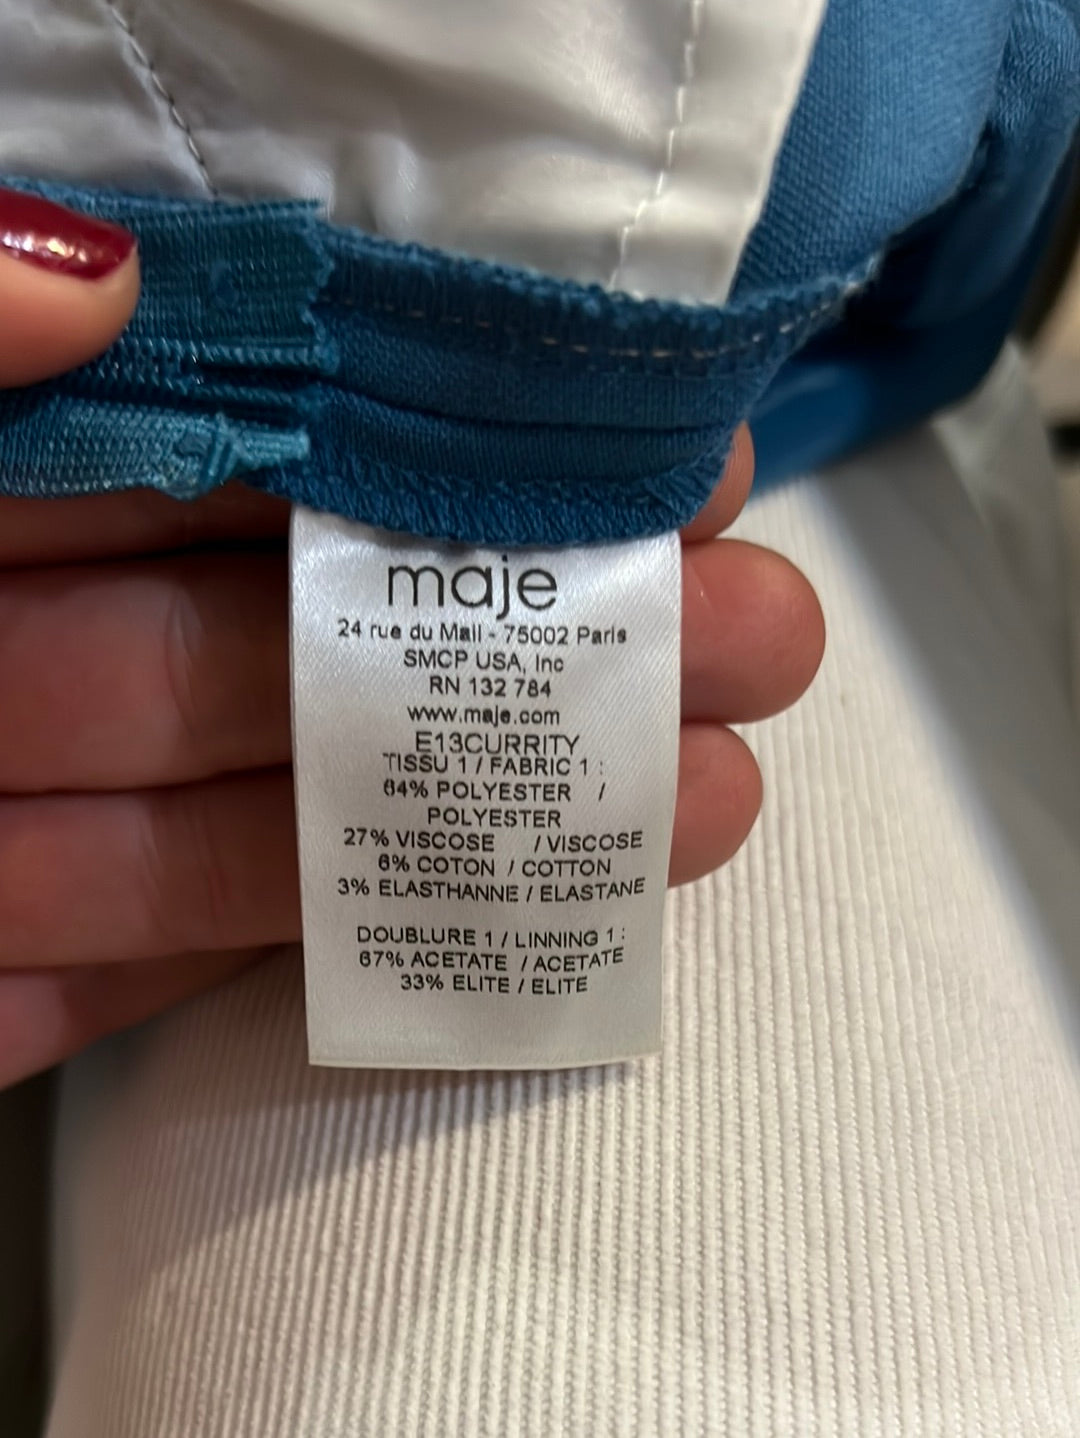 maje
24 rue du Mail - 75002 Paris
SMCP USA, Inc
RN 132 784
www.maje.com
E13CURRITY
TISSU 1 / FABRIC 1 :
64% POLYESTER /
POLYESTER
27% VISCOSE / VISCOSE
6% COTON / COTTON
3% ELASTHANNE / ELASTANE
DOUBLURE 1 / LINNING 1 :
67% ACETATE / ACETATE
33% ELITE / ELITE